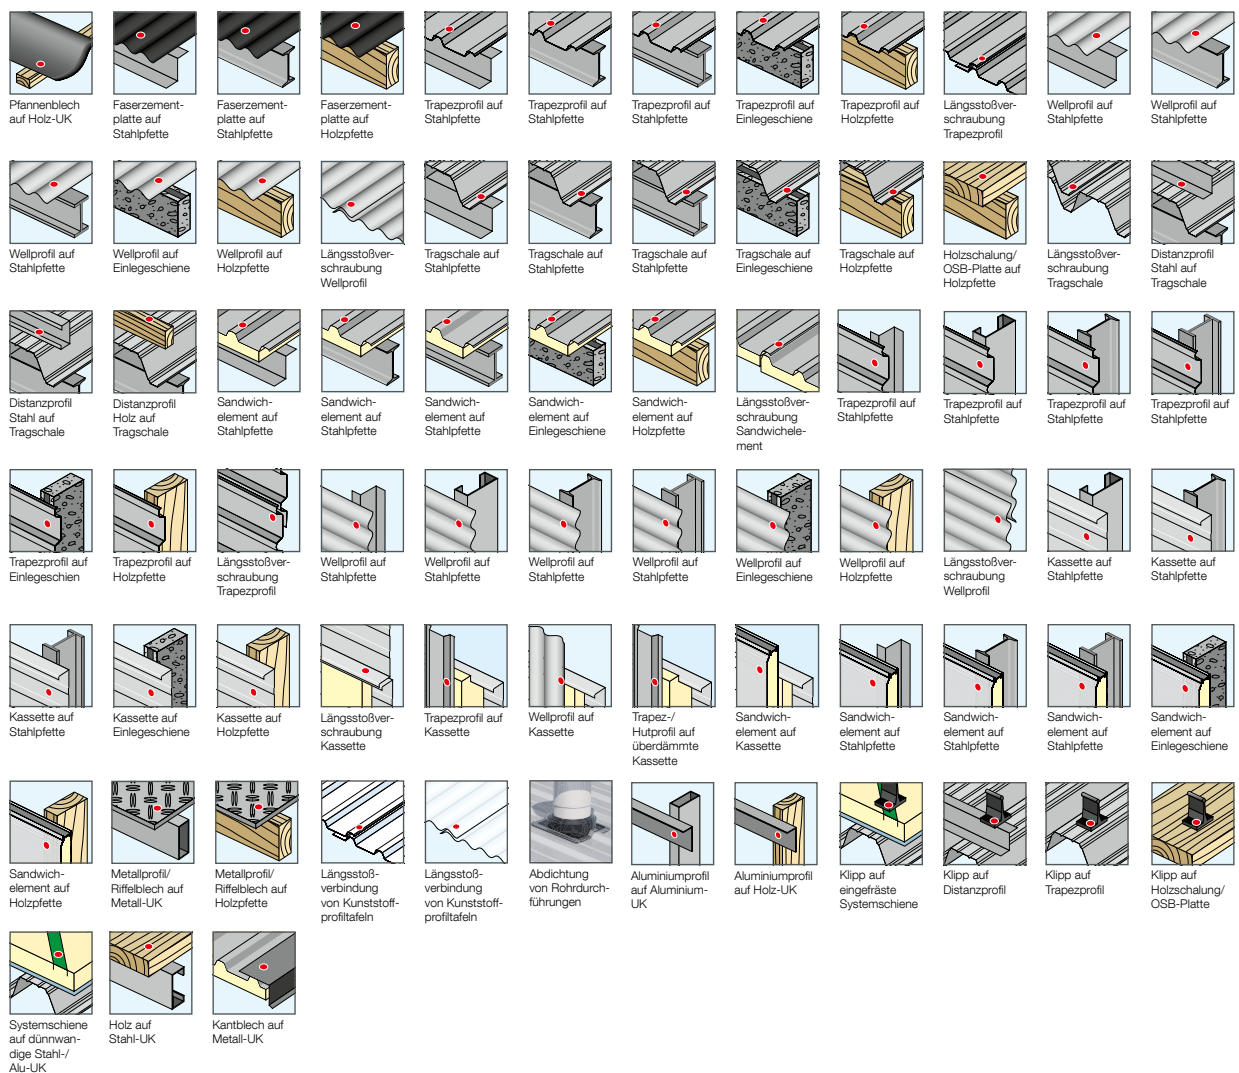 Pfannenblech
auf Holz-UK
Faserzement-
platte auf
Stahlpfette
Faserzement-
platte auf
Stahlpfette
Faserzement-
platte auf
Holzpfette
Trapezprofil auf
Stahlpfette
Trapezprofil auf
Stahlpfette
Trapezprofil auf
Stahlpfette
Trapezprofil auf
Einlegeschiene
Trapezprofil auf
Holzpfette
Längsstoßver-
schraubung
Trapezprofil
Wellprofil auf
Stahlpfette
Wellprofil auf
Stahlpfette
Wellprofil auf
Stahlpfette
Wellprofil auf
Einlegeschiene
Wellprofil auf
Holzpfette
Längsstoßver-
schraubung
Wellprofil
Tragschale auf
Stahlpfette
Tragschale auf
Stahlpfette
Tragschale auf
Stahlpfette
Tragschale auf
Einlegeschiene
Tragschale auf
Holzpfette
Holzschalung/
OSB-Platte auf
Holzpfette
Längsstoßver-
schraubung
Tragschale
Distanzprofil
Stahl auf
Tragschale
Distanzprofil
Stahl auf
Tragschale
Distanzprofil
Holz auf
Tragschale
Sandwich-
element auf
Stahlpfette
Sandwich-
element auf
Stahlpfette
Sandwich-
element auf
Stahlpfette
Sandwich-
element auf
Einlegeschiene
Sandwich-
element auf
Holzpfette
Längsstoßver-
schraubung
Sandwichele-
ment
Trapezprofil auf
Stahlpfette
Trapezprofil auf
Stahlpfette
Trapezprofil auf
Stahlpfette
Trapezprofil auf
Stahlpfette
Trapezprofil auf
Einlegeschien
Trapezprofil auf
Holzpfette
Längsstoßver-
schraubung
Trapezprofil
Wellprofil auf
Stahlpfette
Wellprofil auf
Stahlpfette
Wellprofil auf
Stahlpfette
Wellprofil auf
Stahlpfette
Wellprofil auf
Einlegeschiene
Wellprofil auf
Holzpfette
Längsstoßver-
schraubung
Wellprofil
Kassette auf
Stahlpfette
Kassette auf
Stahlpfette
Kassette auf
Stahlpfette
Kassette auf
Einlegeschiene
Kassette auf
Holzpfette
Längsstoßver-
schraubung
Kassette
Trapezprofil auf
Kassette
Wellprofil auf
Kassette
Trapez-/
Hutprofil auf
überdämmte
Kassette
Sandwich-
element auf
Kassette
Sandwich-
element auf
Stahlpfette
Sandwich-
element auf
Stahlpfette
Sandwich-
element auf
Stahlpfette
Sandwich-
element auf
Einlegeschiene
Sandwich-
element auf
Holzpfette
Metallprofil/
Riffelblech auf
Metall-UK
Metallprofil/
Riffelblech auf
Holzpfette
Längsstoß-
verbindung
von Kunststoff-
profiltafeln
Längsstoß-
verbindung
von Kunststoff-
profiltafeln
Abdichtung
von Rohrdurch-
führungen
Aluminiumprofil
auf Aluminium-
UK
Aluminiumprofil
auf Holz-UK
Klipp auf
eingefräste
Systemschiene
Klipp auf
Distanzprofil
Klipp auf
Trapezprofil
Klipp auf
Holzschalung/
OSB-Platte
Systemschiene
auf dünnwan-
dige Stahl-/
Alu-UK
Holz auf
Stahl-UK
Kantblech auf
Metall-UK